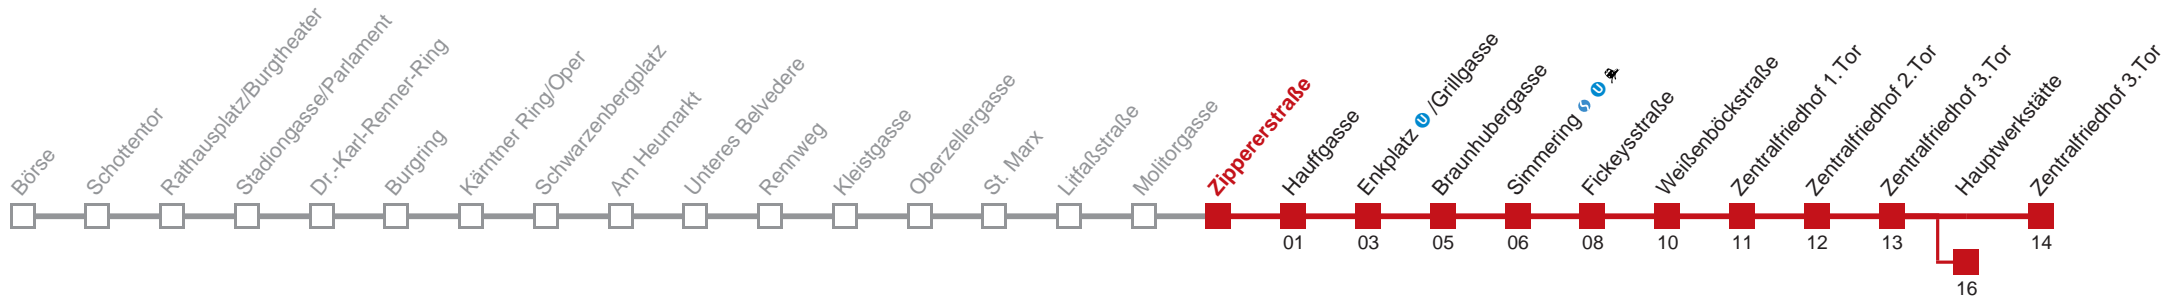 Börse
Schottentor
Rathausplatz/Burgtheater
Stadiongasse/Parlament
Dr.-Karl-Renner-Ring
Burgring
Kärntner Ring/Oper
Schwarzenbergplatz
Am Heumarkt
Unteres Belvedere
Rennweg
Kleistgasse
Oberzellergasse
St. Marx
Litfaßstraße
Molitorgasse
Zippererstraße
Hauffgasse
Enkplatz U /Grillgasse
Braunhubergasse
Simmering S U
Fickeysstraße
Weißenböckstraße
Zentralfriedhof 1.Tor
Zentralfriedhof 2.Tor
Zentralfriedhof 3.Tor
Hauptwerkstätte
Zentralfriedhof 3.Tor
01
03
05
06
08
10
11
12
13
14
16